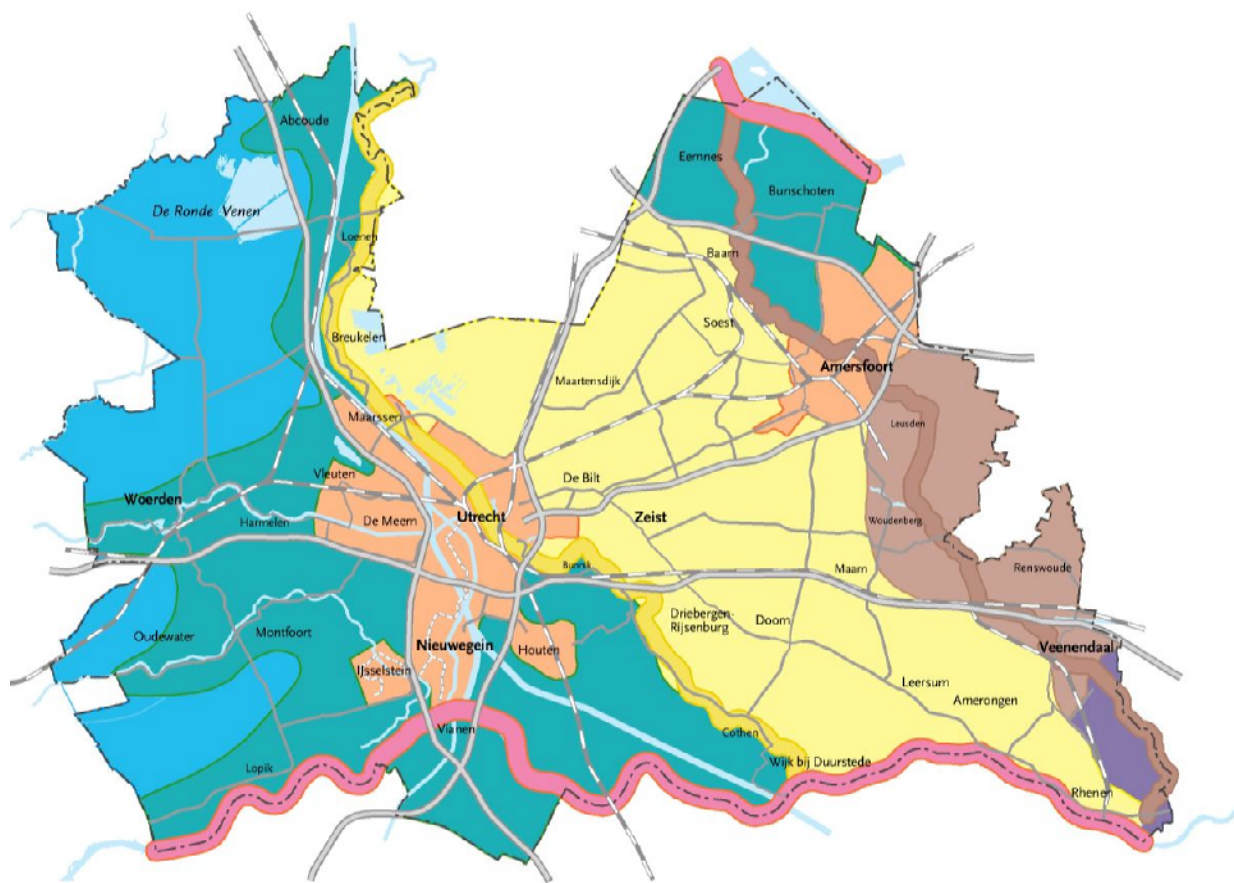 Abcoude
Eemnes
Bunschoten
De Ronde Venen
Loenen
Baarn
Soest
Breukelen
Amersfoort
Maartensdijk
Maarssen
Leusden
Vleuten
De Bilt
Woerden
Harmelen
De Meern
Utrecht
Zeist
Woudenberg
Bunnik
Maarn
Renswoude
Driebergen-
Rijsenburg
Doorn
Oudewater
Montfoort
Nieuwegein
Houten
Veenendaal
IJsselstein
Leersum
Amerongen
Vianen
Cothen
Lopik
Wijk bij Duurstede
Rhenen